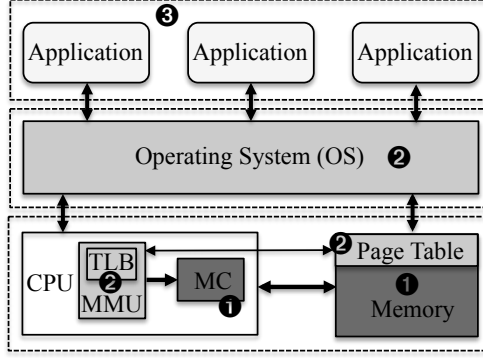 ❸
Application Application Application
Operating System (OS) ❷
CPU
TLB
❷
MMU
MC
❶
❷ Page Table
❶
Memory